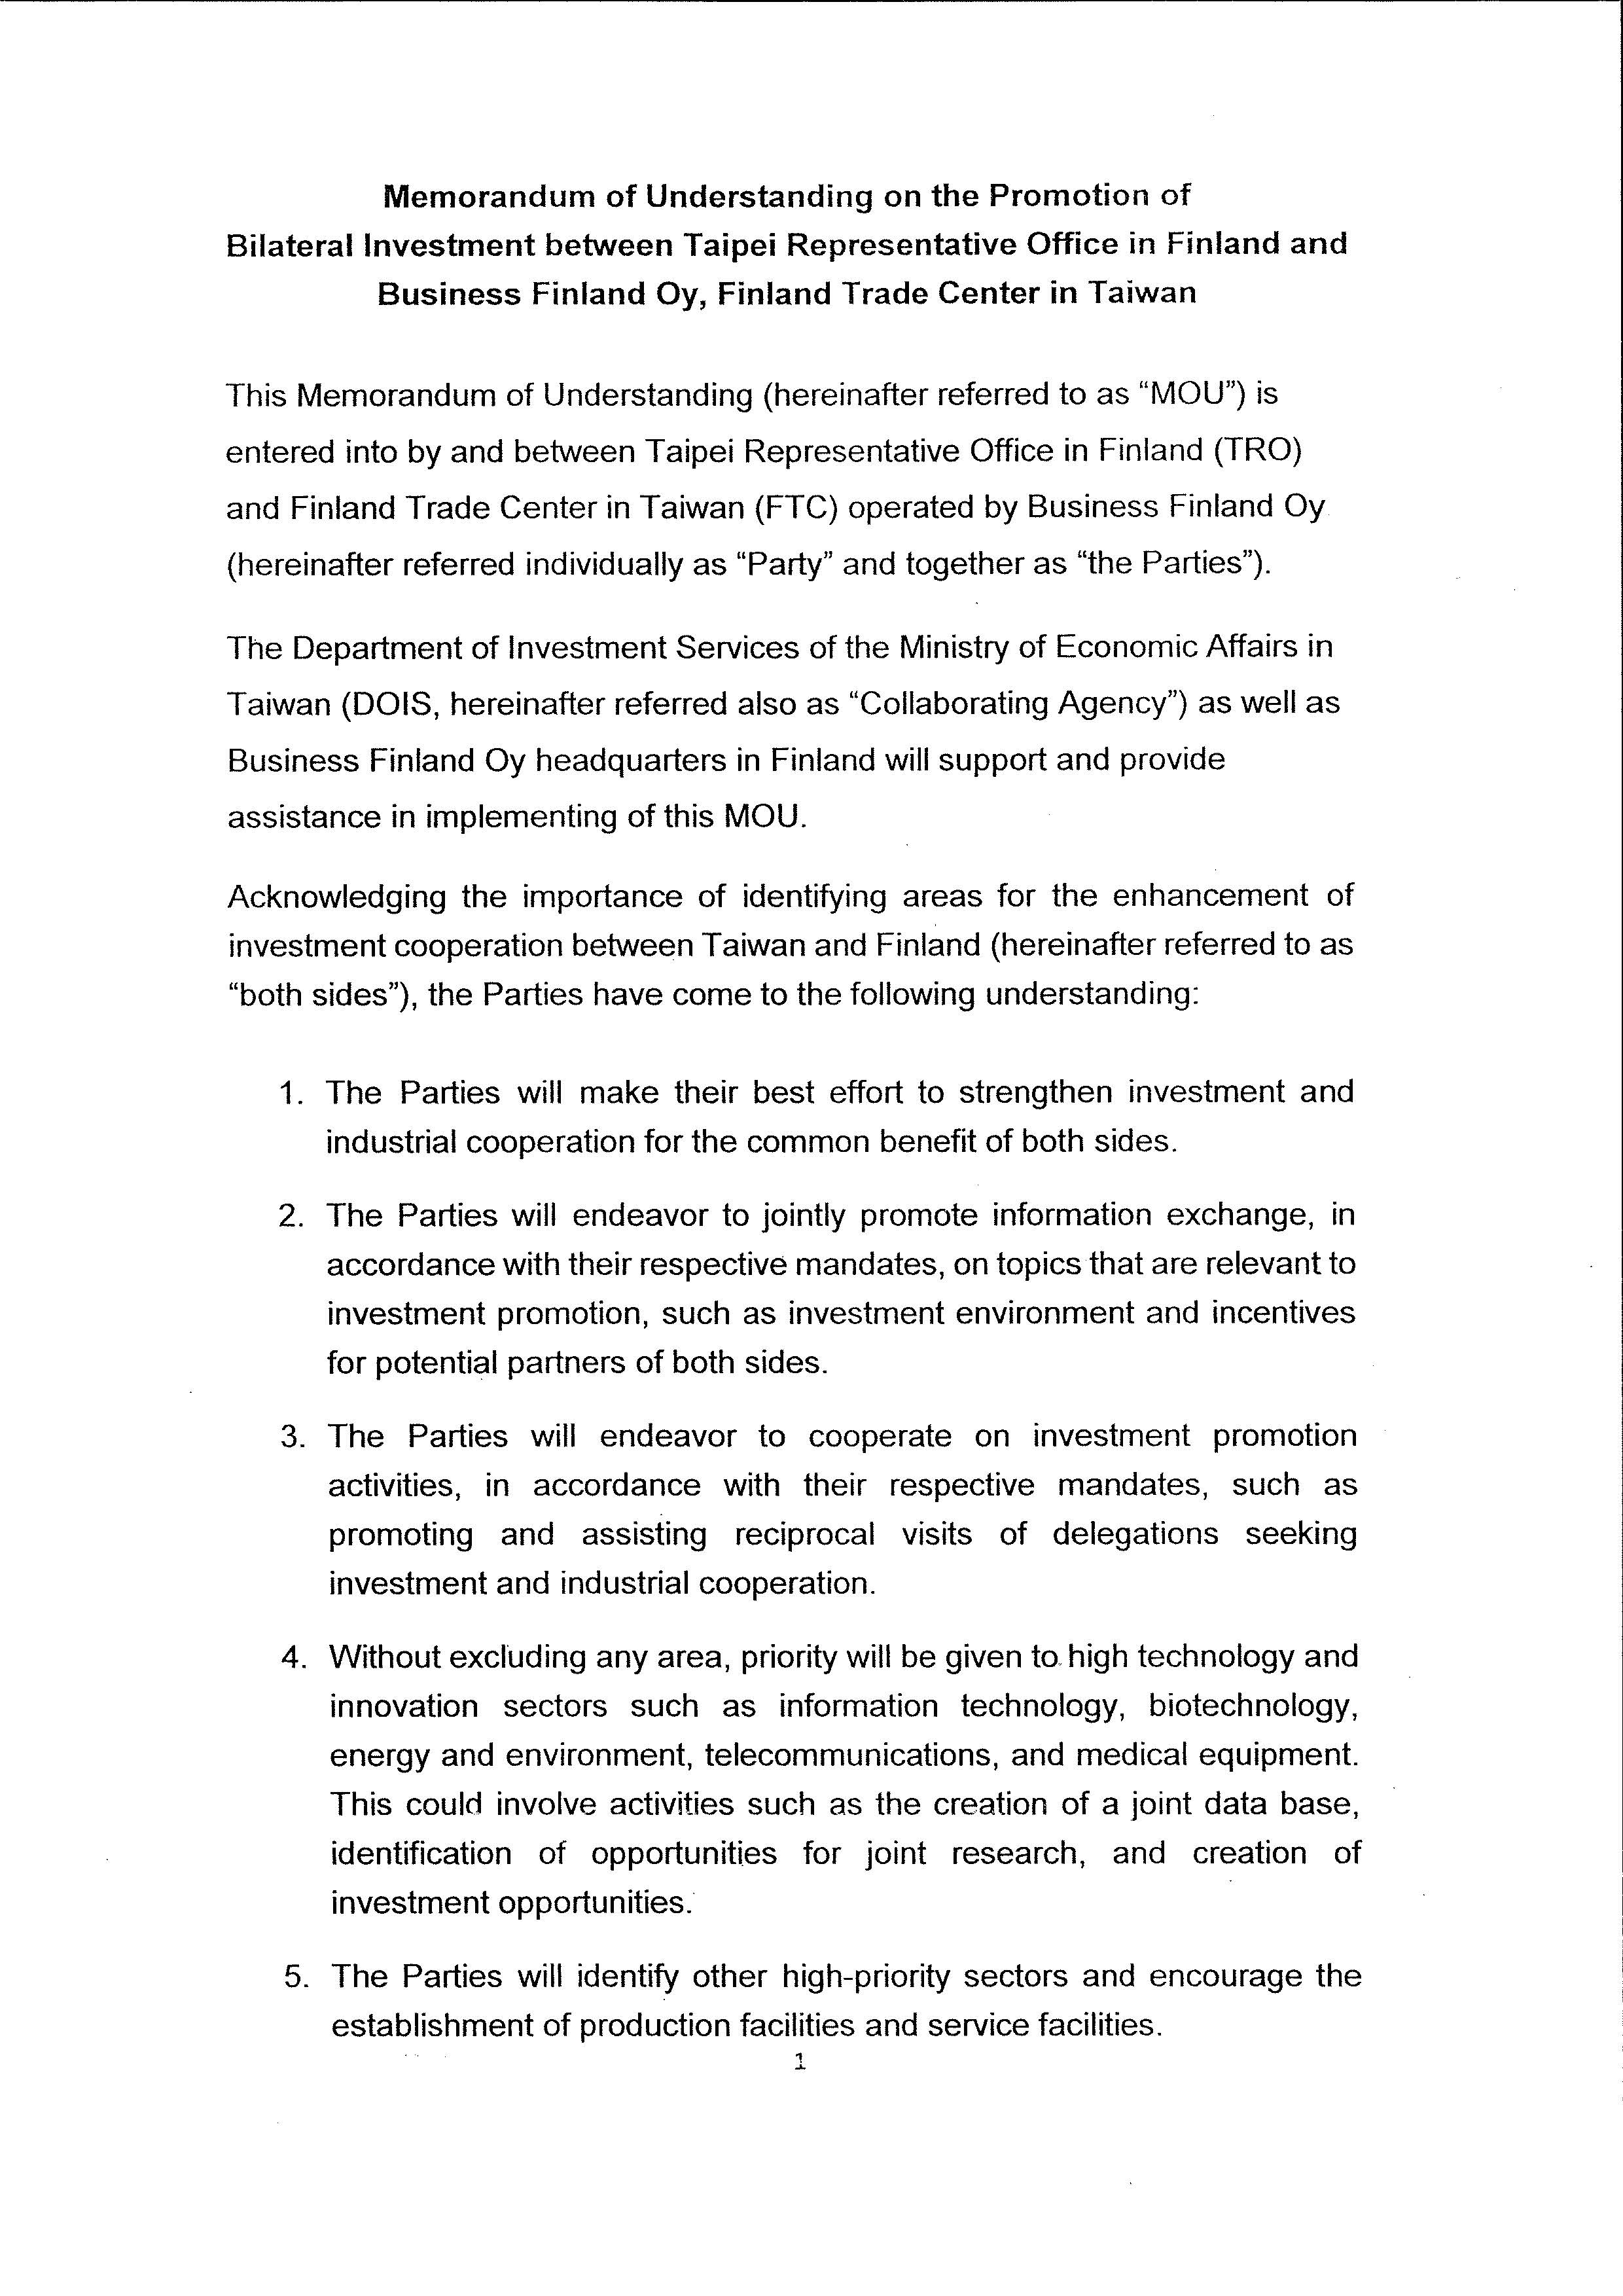 Memorandum of Understanding on the Promotion of
Bilateral Investment between Taipei Representative Office in Finland and
Business Finland Oy, Finland Trade Center in Taiwan
This Memorandum of Understanding (hereinafter referred to as “MOU”) is
entered into by and between Taipei Representative Office in Finland (TRO)
and Finland Trade Center in Taiwan (FTC) operated by Business Finland Oy
(hereinafter referred individually as “Party” and together as “the Parties”).
The Department of Investment Services of the Ministry of Economic Affairs in
Taiwan (DOIS, hereinafter referred also as “Collaborating Agency”) as well as
Business Finland Oy headquarters in Finland will support and provide
assistance in implementing of this MOU.
Acknowledging the importance of identifying areas for the enhancement of
investment cooperation between Taiwan and Finland (hereinafter referred to as
“both sides”), the Parties have come to the following understanding:
1. The Parties will make their best effort to strengthen investment and
industrial cooperation for the common benefit of both sides.
2. The Parties will endeavor to jointly promote information exchange, in
accordance with their respective mandates, on topics that are relevant to
investment promotion, such as investment environment and incentives
for potential partners of both sides.
3. The Parties will endeavor to cooperate on investment promotion
activities, in accordance with their respective mandates, such as
promoting and assisting reciprocal visits of delegations seeking
investment and industrial cooperation.
4. Without excluding any area, priority will be given to high technology and
innovation sectors such as information technology, biotechnology,
energy and environment, telecommunications, and medical equipment.
This could involve activities such as the creation of a joint data base,
identification of opportunities for joint research, and creation of
investment opportunities.
5. The Parties will identify other high-priority sectors and encourage the
establishment of production facilities and service facilities.
1